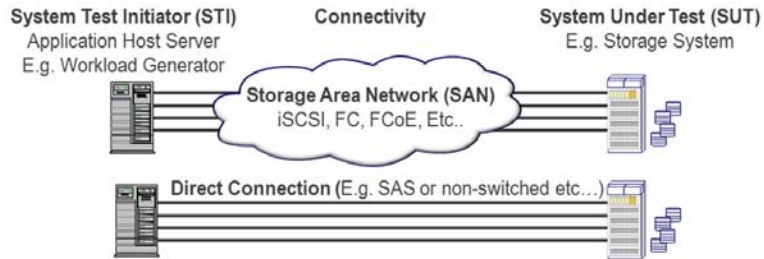 System Test Initiator (STI)
Application Host Server
E.g. Workload Generator
Connectivity
System Under Test (SUT)
E.g. Storage System
Storage Area Network (SAN)
iSCSI, FC, FCoE, Etc..
Direct Connection (E.g. SAS or non-switched etc…)